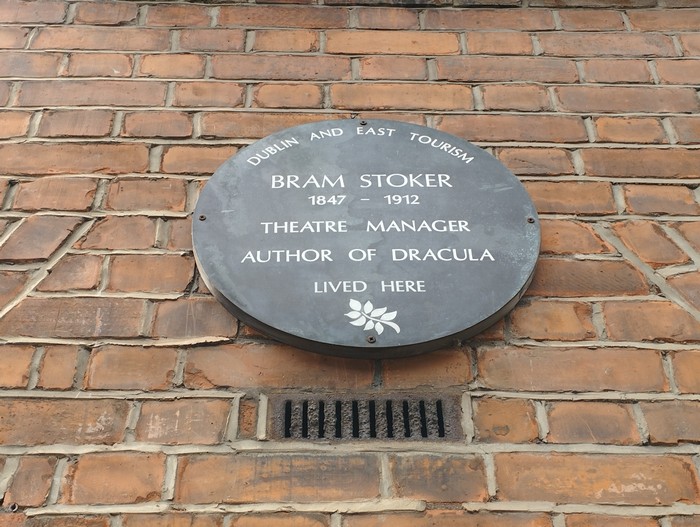 DUBLIN AND EAST TOURISM
BRAM STOKER
1847 – 1912
THEATRE MANAGER
AUTHOR OF DRACULA
LIVED HERE